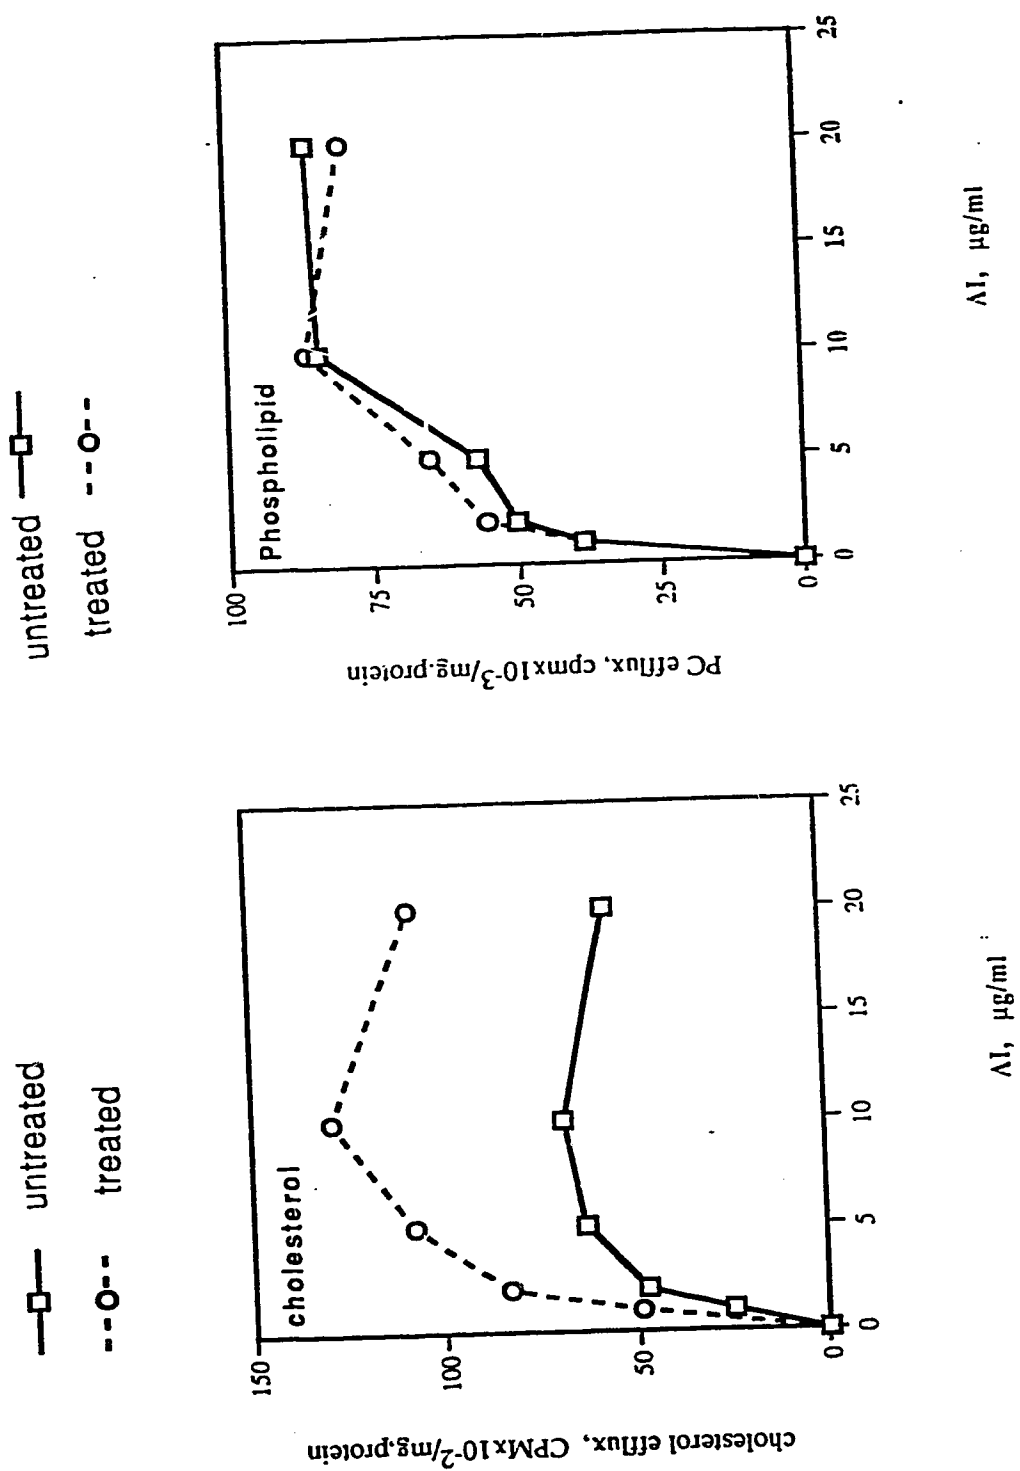 untreated
treated
cholesterol
150
100
50
0
cholesterol efflux, CPMx10-2/mg.protein
0
5
10
15
20
25
AI, µg/ml
untreated
treated
Phospholipid
100
75
50
25
0
PC efflux, cpmx10-3/mg.protein
0
5
10
15
20
25
AI, µg/ml